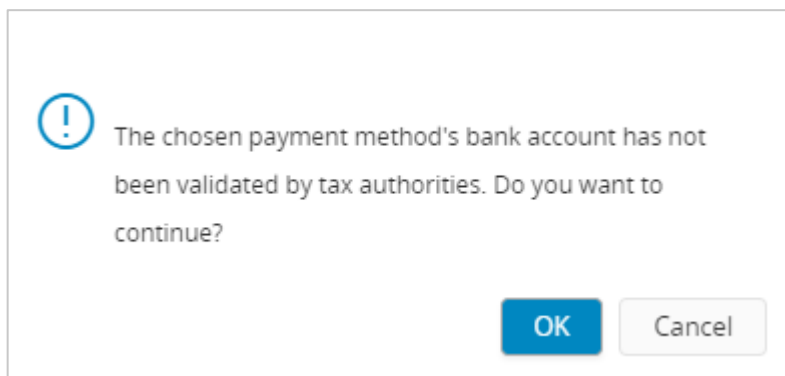 The chosen payment method's bank account has not
been validated by tax authorities. Do you want to
continue?
OK Cancel